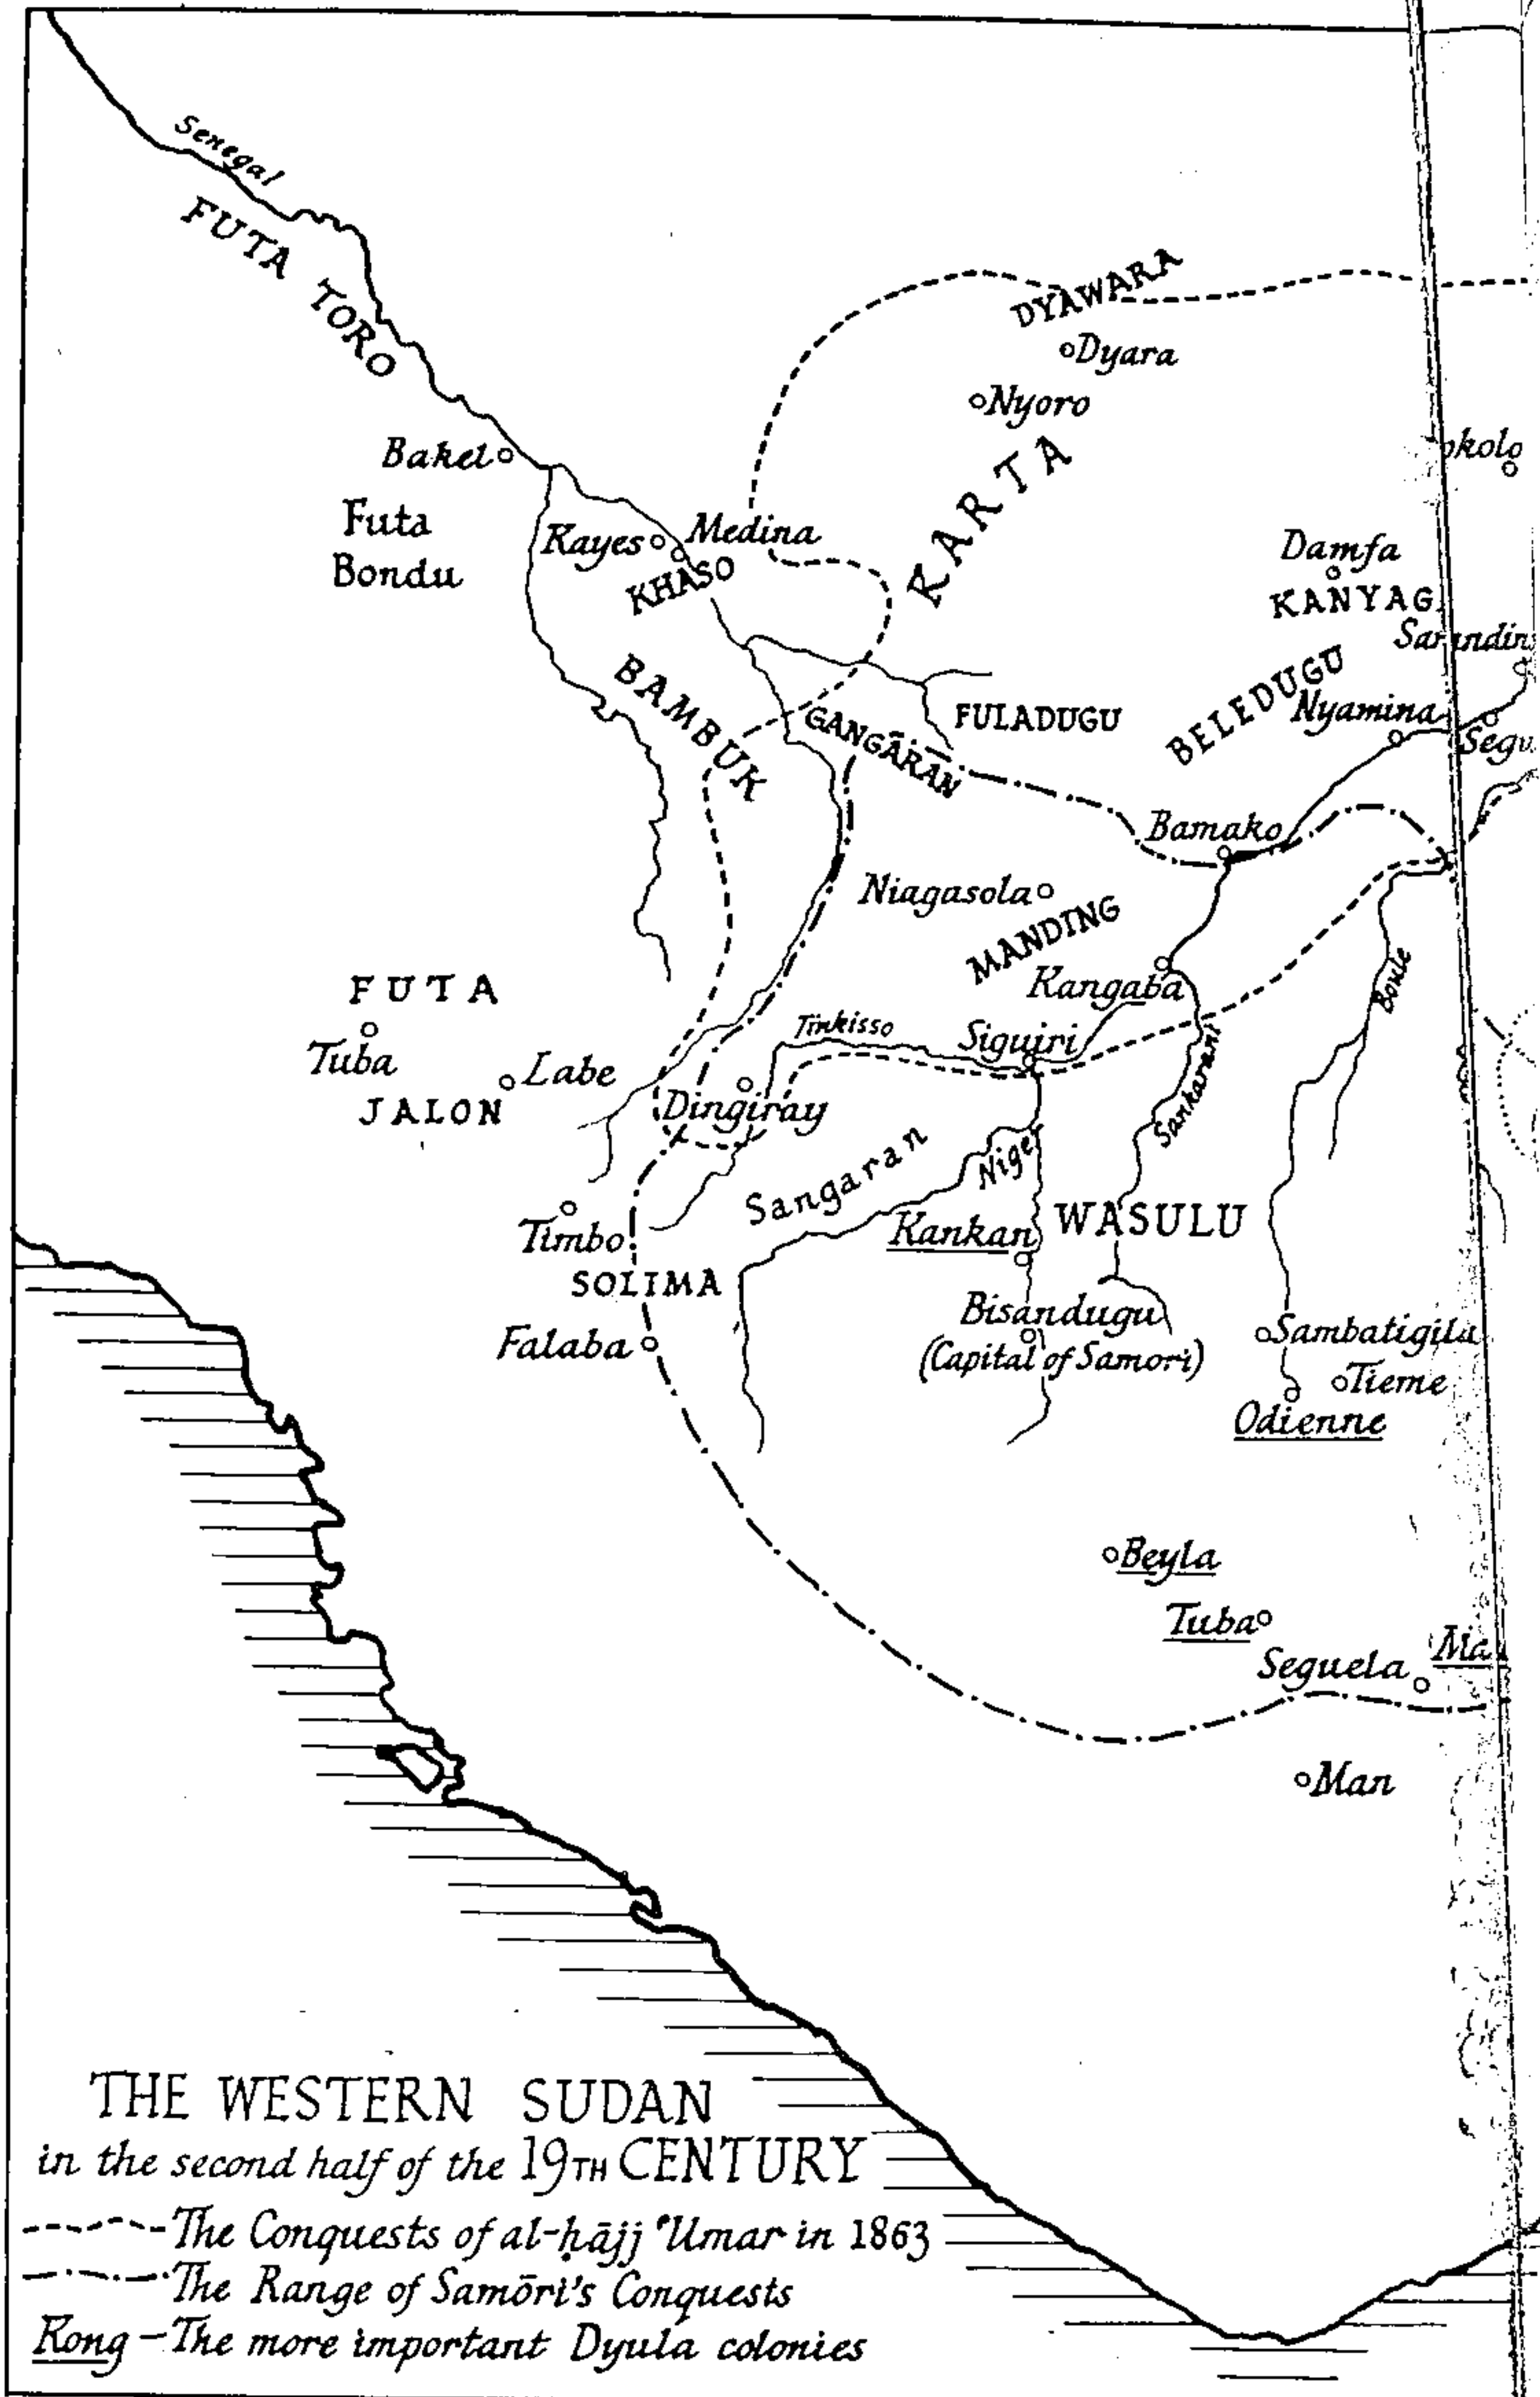 Senegal
FUTA TORO
DYAWARA
Dyara
Nyoro
KARTA
Bakel
Futa
Bondu
Kayes
Medina
KHASO
Damfa
KANYAG
BAMBUK
GANGĀRAN
FULADUGU
BELEDUGU
Nyamina
Segu
Bamako
Niagasola
MANDING
Kangaba
Boule
FUTA
Tuba
Labe
JALON
Tinkisso
Siguiri
Sankarani
Dingiray
Sangaran
Niger
Timbo
Kankan
WASULU
SOLIMA
Falaba
Bisandugu
(Capital of Samori)
Sambatigila
Tieme
Odienne
Beyla
Tuba
Seguela
Ma
Man
THE WESTERN SUDAN
in the second half of the 19TH CENTURY
The Conquests of al-ḥājj ʿUmar in 1863
The Range of Samōri's Conquests
Kong – The more important Dyula colonies